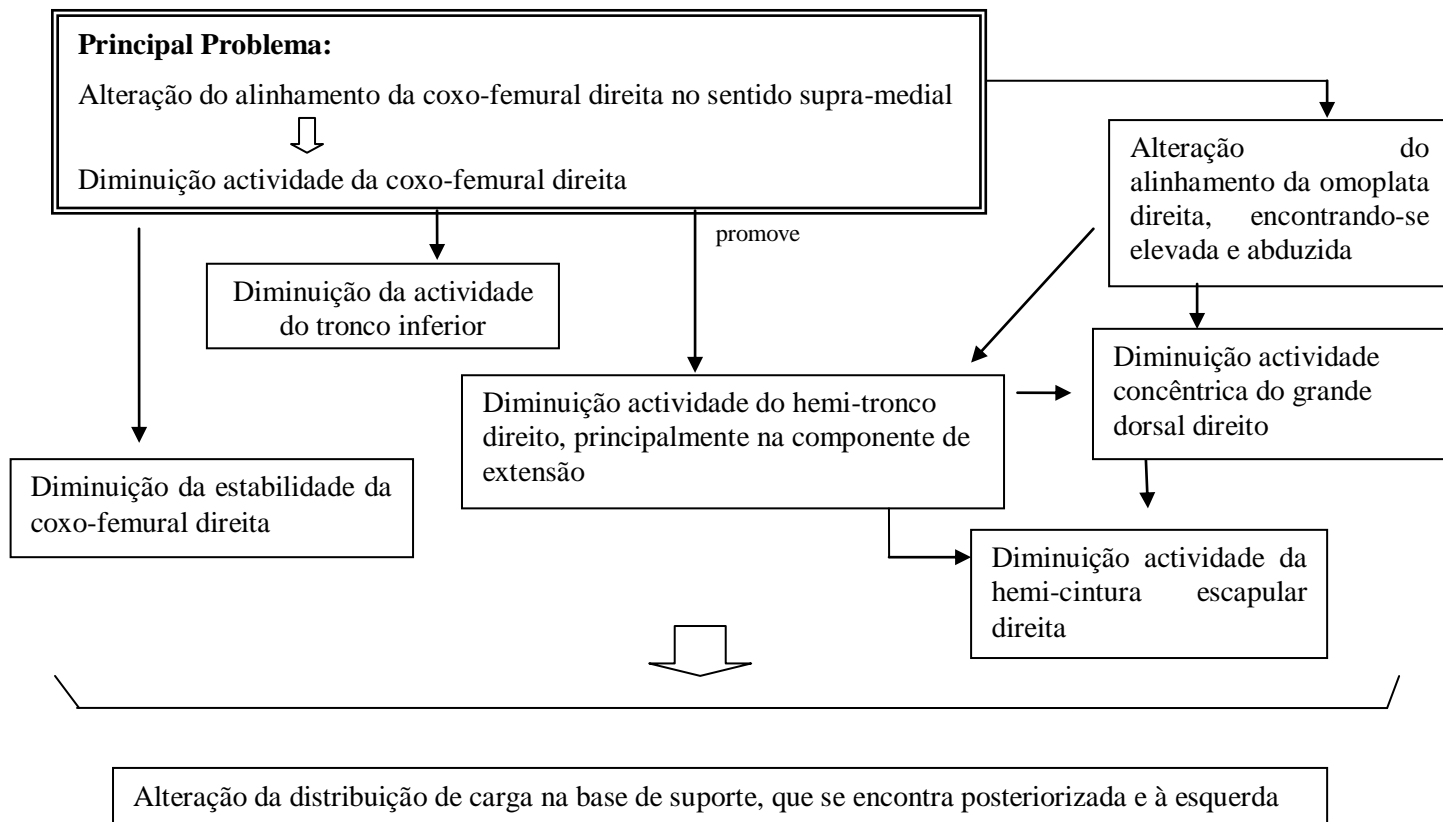 Principal Problema:
Alteração do alinhamento da coxo-femural direita no sentido supra-medial
Diminuição actividade da coxo-femural direita
Alteração do
alinhamento da omoplata
direita, encontrando-se
elevada e abduzida
promove
Diminuição da actividade
do tronco inferior
Diminuição actividade
concêntrica do grande
dorsal direito
Diminuição actividade do hemi-tronco
direito, principalmente na componente de
extensão
Diminuição da estabilidade da
coxo-femural direita
Diminuição actividade da
hemi-cintura escapular
direita
Alteração da distribuição de carga na base de suporte, que se encontra posteriorizada e à esquerda